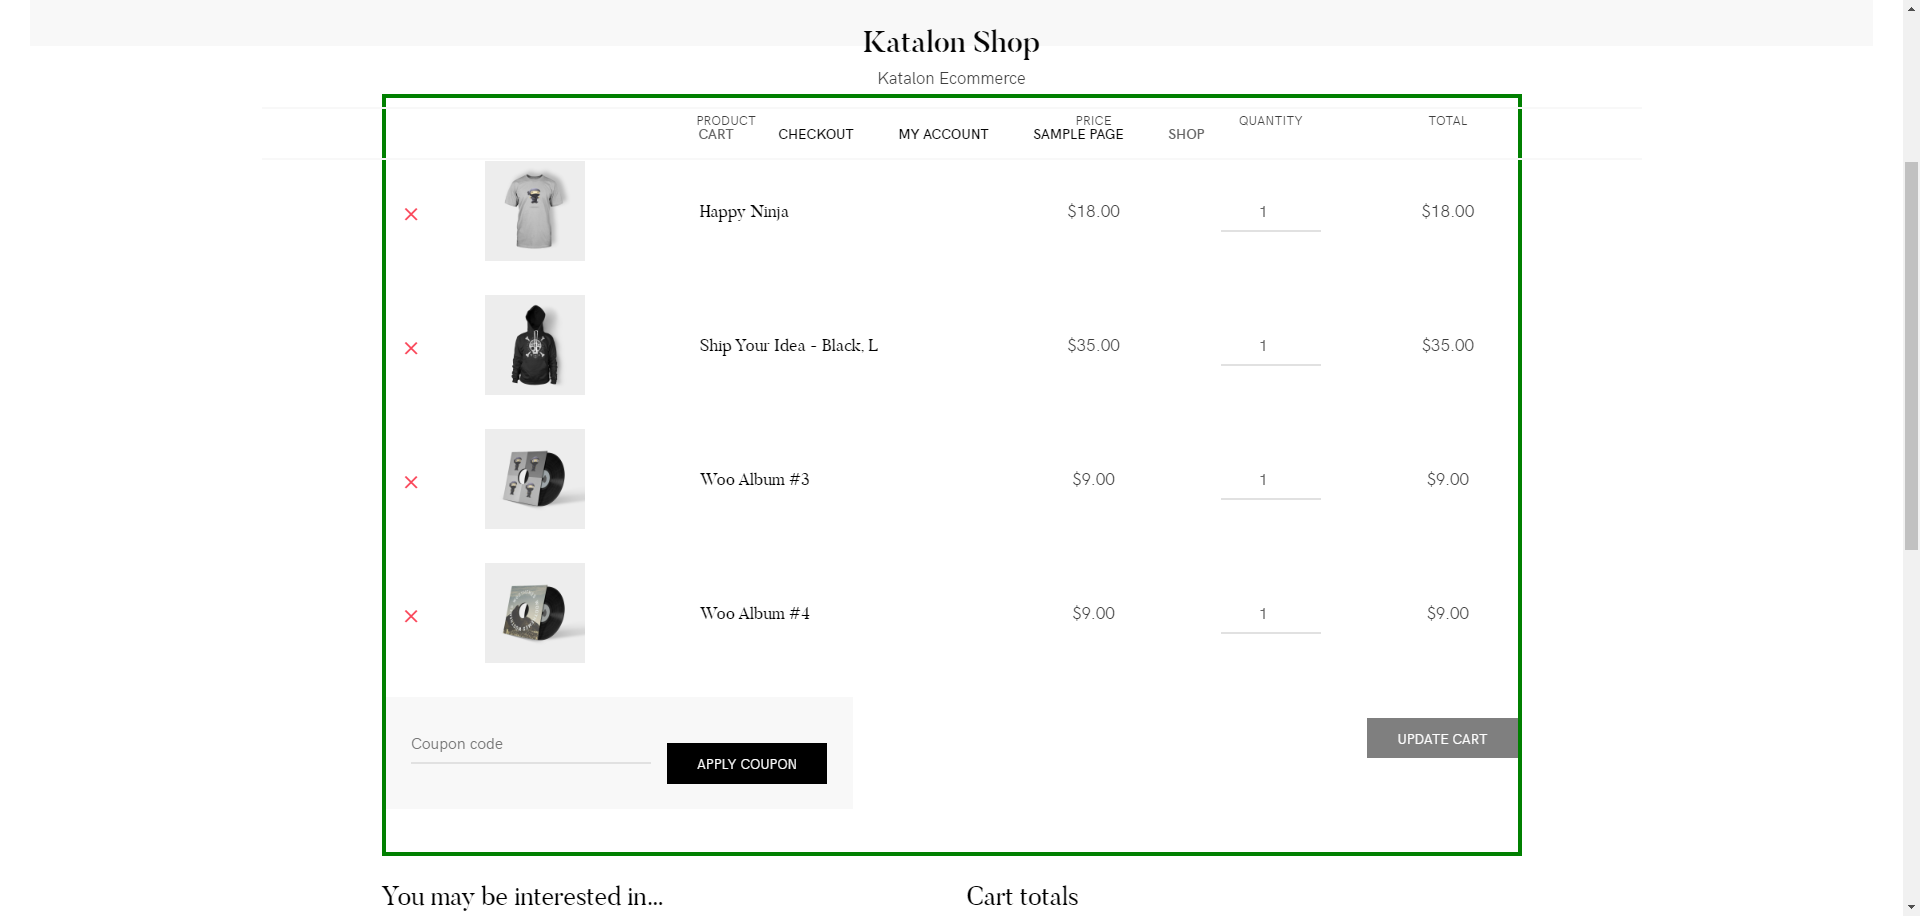 Katalon Shop
Katalon Ecommerce
PRODUCT PRICE QUANTITY TOTAL
CART CHECKOUT MY ACCOUNT SAMPLE PAGE SHOP
Happy Ninja $18.00 1 $18.00
Ship Your Idea - Black, L $35.00 1 $35.00
Woo Album #3 $9.00 1 $9.00
Woo Album #4 $9.00 1 $9.00
Coupon code APPLY COUPON UPDATE CART
You may be interested in… Cart totals